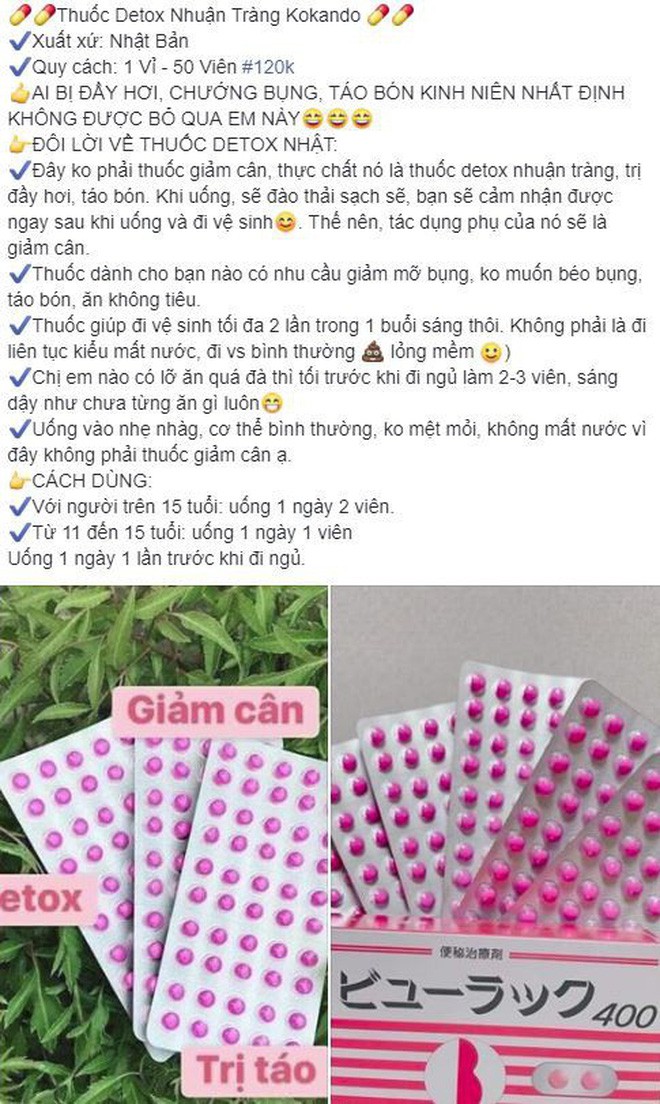 💊💊Thuốc Detox Nhuận Tràng Kokando 💊💊
✔Xuất xứ: Nhật Bản
✔Quy cách: 1 Vỉ - 50 Viên #120k
👍AI BỊ ĐẦY HƠI, CHƯỚNG BỤNG, TÁO BÓN KINH NIÊN NHẤT ĐỊNH
KHÔNG ĐƯỢC BỎ QUA EM NÀY😂😂😂
👉ĐÔI LỜI VỀ THUỐC DETOX NHẬT:
✔Đây ko phải thuốc giảm cân, thực chất nó là thuốc detox nhuận tràng, trị
đầy hơi, táo bón. Khi uống, sẽ đào thải sạch sẽ, bạn sẽ cảm nhận được
ngay sau khi uống và đi vệ sinh😊. Thế nên, tác dụng phụ của nó sẽ là
giảm cân.
✔Thuốc dành cho bạn nào có nhu cầu giảm mỡ bụng, ko muốn béo bụng,
táo bón, ăn không tiêu.
✔Thuốc giúp đi vệ sinh tối đa 2 lần trong 1 buổi sáng thôi. Không phải là đi
liên tục kiểu mất nước, đi vs bình thường 💩 lỏng mềm 🙂)
✔Chị em nào có lỡ ăn quá đà thì tối trước khi đi ngủ làm 2-3 viên, sáng
dậy như chưa từng ăn gì luôn😁
✔Uống vào nhẹ nhàg, cơ thể bình thường, ko mệt mỏi, không mất nước vì
đây không phải thuốc giảm cân ạ.
👉CÁCH DÙNG:
✔Với người trên 15 tuổi: uống 1 ngày 2 viên.
✔Từ 11 đến 15 tuổi: uống 1 ngày 1 viên
Uống 1 ngày 1 lần trước khi đi ngủ.
Giảm cân
etox
Trị táo
便秘治療剤
ビューラック400